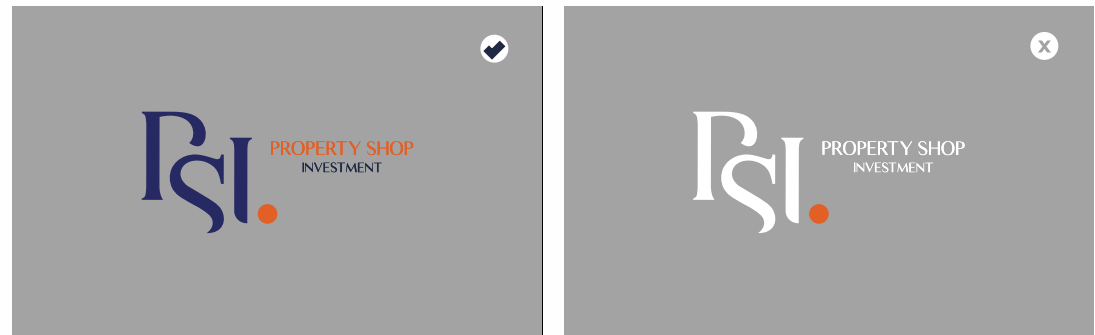 PSI.
PROPERTY SHOP
INVESTMENT
X
PSI.
PROPERTY SHOP
INVESTMENT